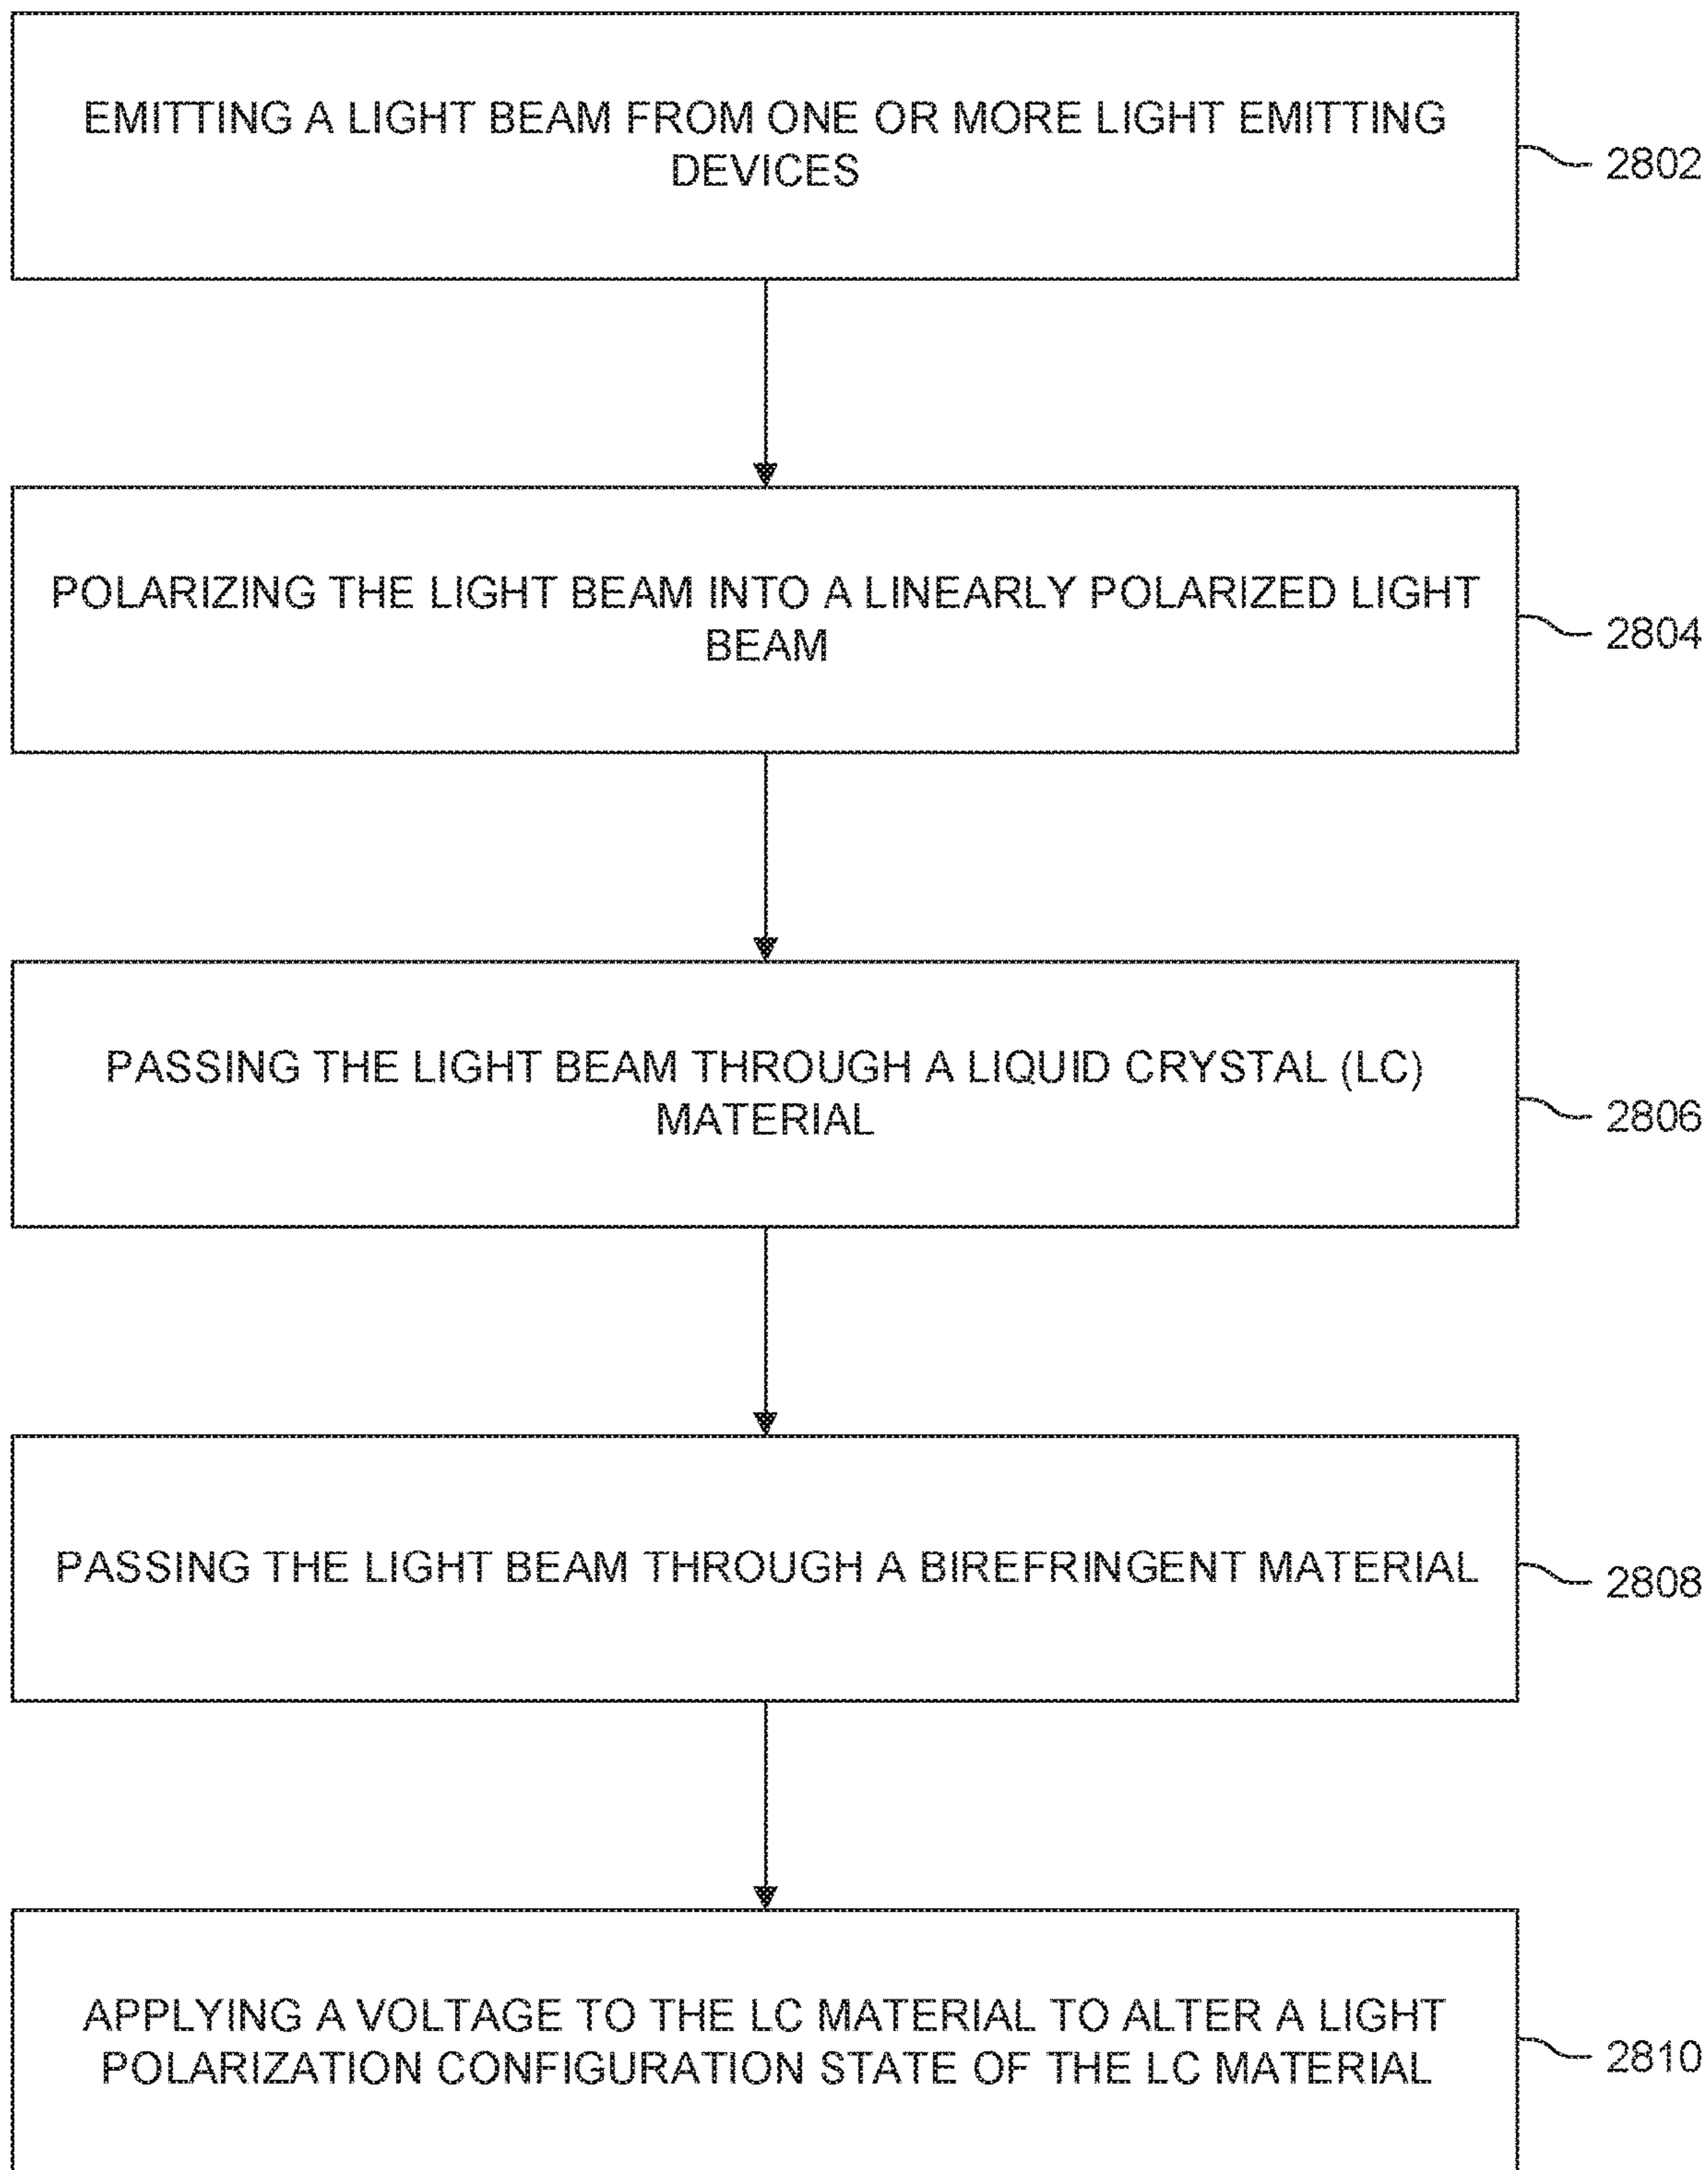 EMITTING A LIGHT BEAM FROM ONE OR MORE LIGHT EMITTING
DEVICES
2802
POLARIZING THE LIGHT BEAM INTO A LINEARLY POLARIZED LIGHT
BEAM
2804
PASSING THE LIGHT BEAM THROUGH A LIQUID CRYSTAL (LC)
MATERIAL
2806
PASSING THE LIGHT BEAM THROUGH A BIREFRINGENT MATERIAL
2808
APPLYING A VOLTAGE TO THE LC MATERIAL TO ALTER A LIGHT
POLARIZATION CONFIGURATION STATE OF THE LC MATERIAL
2810